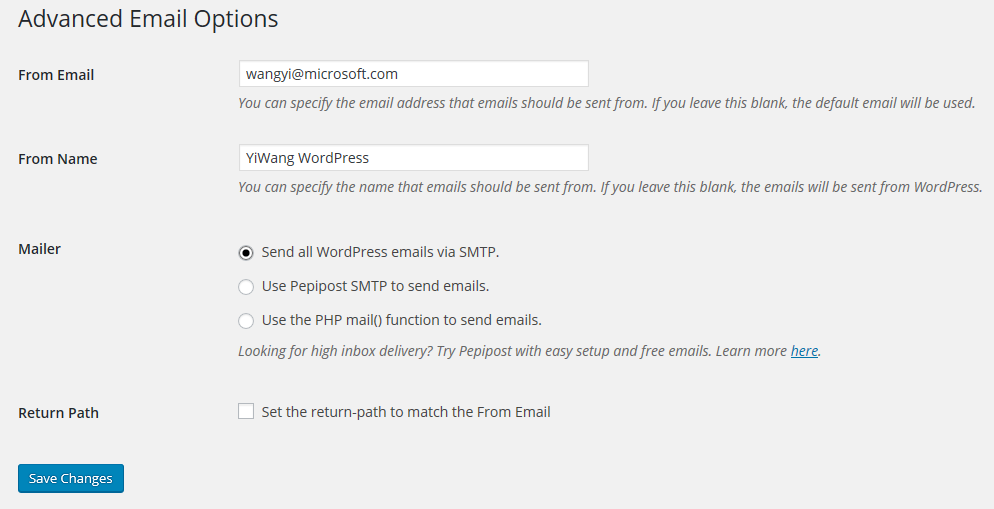 Advanced Email Options
From Email
wangyi@microsoft.com
You can specify the email address that emails should be sent from. If you leave this blank, the default email will be used.
From Name
YiWang WordPress
You can specify the name that emails should be sent from. If you leave this blank, the emails will be sent from WordPress.
Mailer
Send all WordPress emails via SMTP.
Use Pepipost SMTP to send emails.
Use the PHP mail() function to send emails.
Looking for high inbox delivery? Try Pepipost with easy setup and free emails. Learn more here.
Return Path
Set the return-path to match the From Email
Save Changes